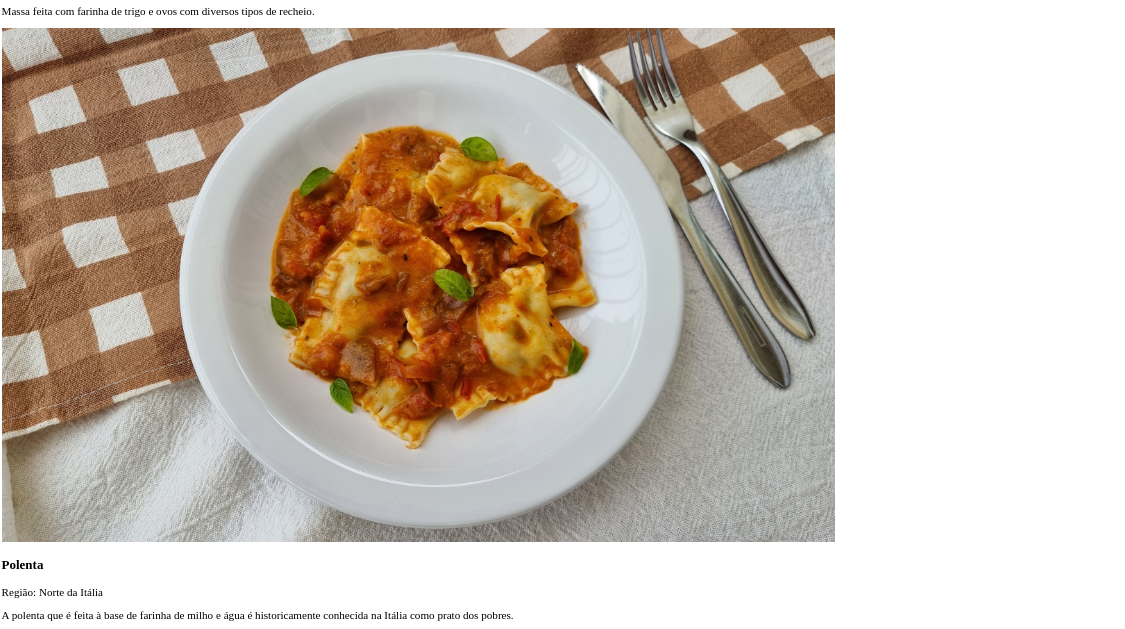 Massa feita com farinha de trigo e ovos com diversos tipos de recheio.
Polenta
Região: Norte da Itália
A polenta que é feita à base de farinha de milho e água é historicamente conhecida na Itália como prato dos pobres.